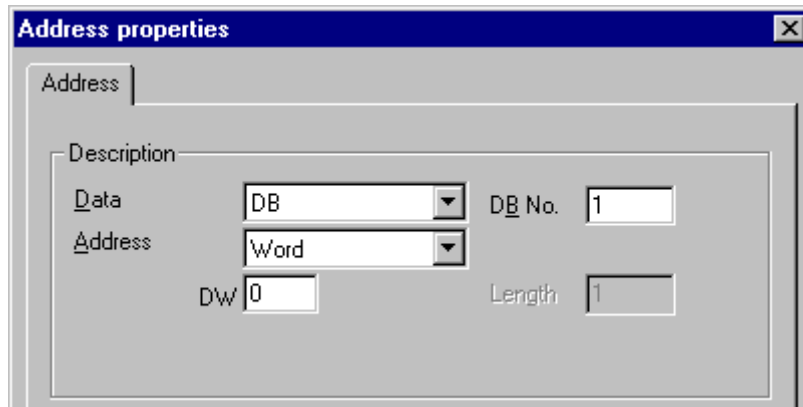 Address properties
Address
Description
Data DB DB No. 1
Address Word
DW 0 Length 1